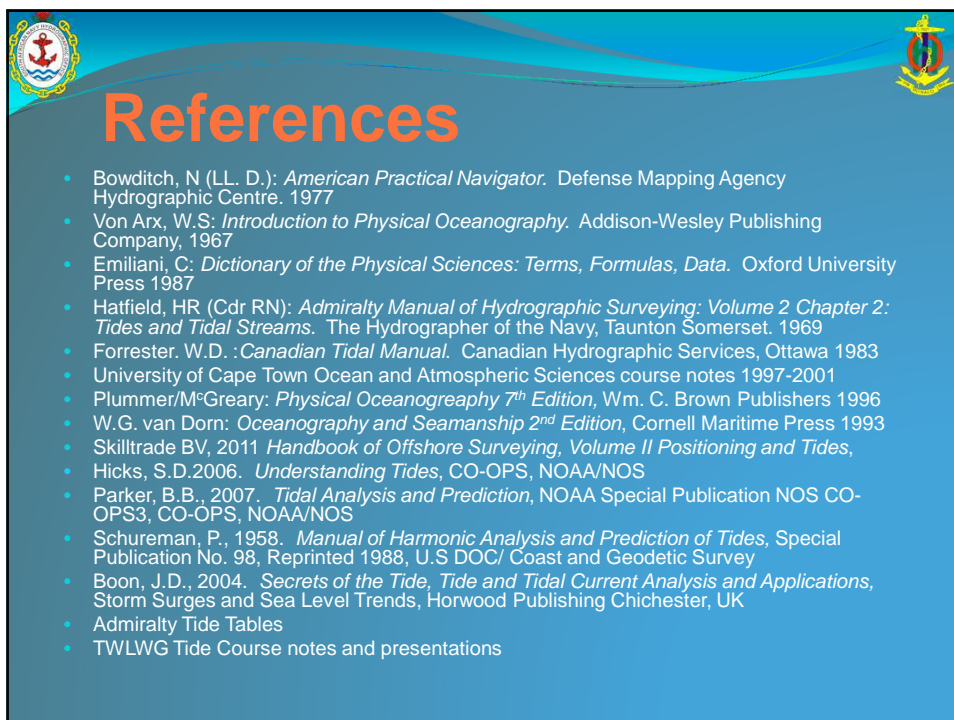 References
• Bowditch, N (LL. D.): American Practical Navigator. Defense Mapping Agency
Hydrographic Centre. 1977
• Von Arx, W.S: Introduction to Physical Oceanography. Addison-Wesley Publishing
Company, 1967
• Emiliani, C: Dictionary of the Physical Sciences: Terms, Formulas, Data. Oxford University
Press 1987
• Hatfield, HR (Cdr RN): Admiralty Manual of Hydrographic Surveying: Volume 2 Chapter 2:
Tides and Tidal Streams. The Hydrographer of the Navy, Taunton Somerset. 1969
• Forrester. W.D. :Canadian Tidal Manual. Canadian Hydrographic Services, Ottawa 1983
• University of Cape Town Ocean and Atmospheric Sciences course notes 1997-2001
• Plummer/McGreary: Physical Oceanogreaphy 7th Edition, Wm. C. Brown Publishers 1996
• W.G. van Dorn: Oceanography and Seamanship 2nd Edition, Cornell Maritime Press 1993
• Skilltrade BV, 2011 Handbook of Offshore Surveying, Volume II Positioning and Tides,
• Hicks, S.D.2006. Understanding Tides, CO-OPS, NOAA/NOS
• Parker, B.B., 2007. Tidal Analysis and Prediction, NOAA Special Publication NOS CO-
OPS3, CO-OPS, NOAA/NOS
• Schureman, P., 1958. Manual of Harmonic Analysis and Prediction of Tides, Special
Publication No. 98, Reprinted 1988, U.S DOC/ Coast and Geodetic Survey
• Boon, J.D., 2004. Secrets of the Tide, Tide and Tidal Current Analysis and Applications,
Storm Surges and Sea Level Trends, Horwood Publishing Chichester, UK
• Admiralty Tide Tables
• TWLWG Tide Course notes and presentations